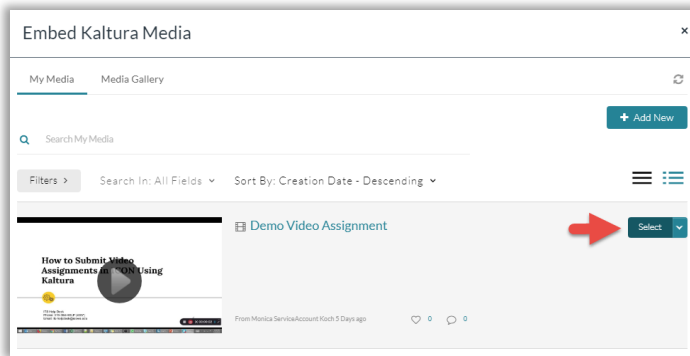 Embed Kaltura Media
×
My Media Media Gallery
+ Add New
Search My Media
Filters > Search In: All Fields Sort By: Creation Date - Descending
Demo Video Assignment
Select
How to Submit Video
Assignments in ICON Using
Kaltura
From Monica ServiceAccount Koch 5 Days ago 0 0